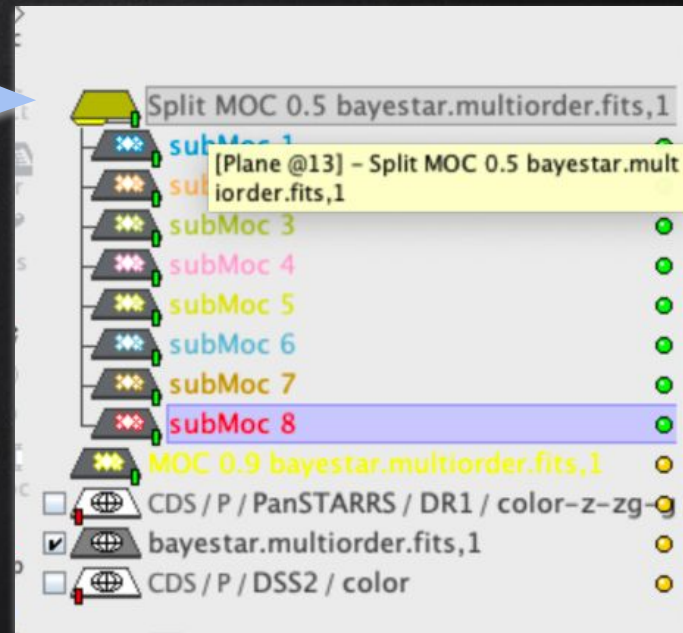 Split MOC 0.5 bayestar.multiorder.fits,1
subMoc 1
[Plane @13] – Split MOC 0.5 bayestar.mult
iorder.fits,1
subMoc 3
subMoc 4
subMoc 5
subMoc 6
subMoc 7
subMoc 8
MOC 0.9 bayestar.multiorder.fits,1
CDS / P / PanSTARRS / DR1 / color-z-zg-g
bayestar.multiorder.fits,1
CDS / P / DSS2 / color